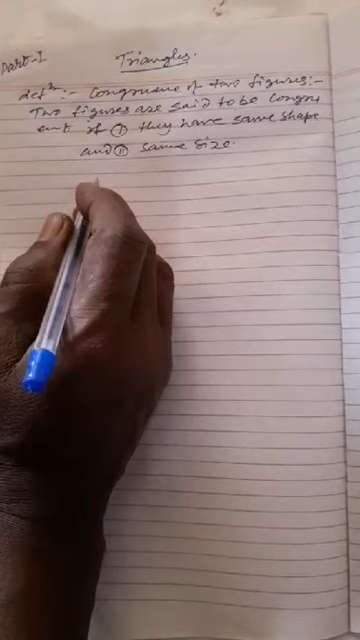 Part-I
Triangles.
defn:- Congruence of two figures:-
Two figures are said to be congru
ent if (i) they have same shape
and (ii) same size.